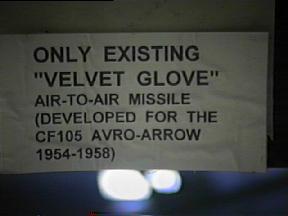 ONLY EXISTING
"VELVET GLOVE"
AIR-TO-AIR MISSILE
(DEVELOPED FOR THE
CF105 AVRO-ARROW
1954-1958)